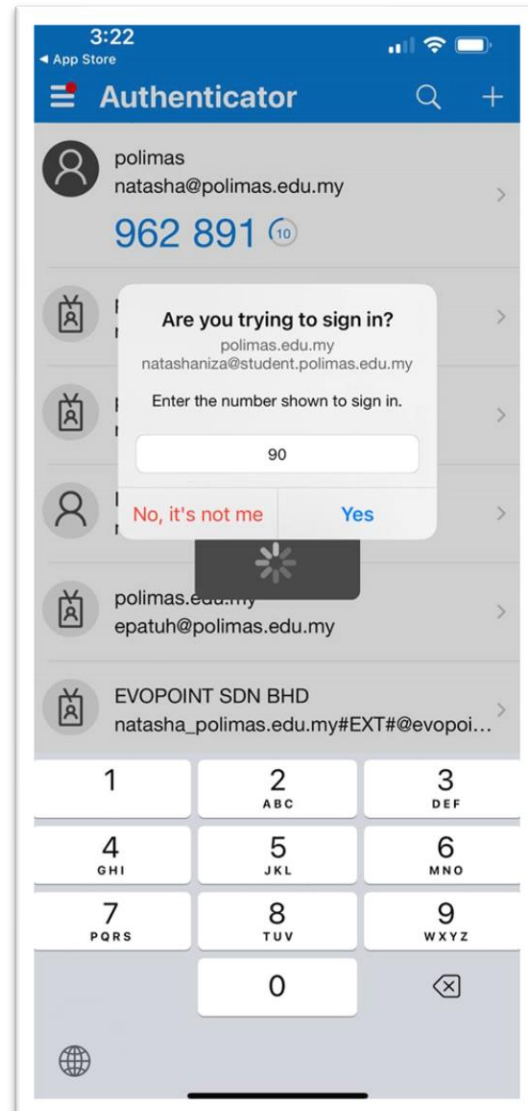 3:22
◀ App Store
Authenticator
polimas
natasha@polimas.edu.my
962 891 10
Are you trying to sign in?
polimas.edu.my
natashaniza@student.polimas.edu.my
Enter the number shown to sign in.
90
No, it's not me Yes
polimas.edu.my
epatuh@polimas.edu.my
EVOPOINT SDN BHD
natasha_polimas.edu.my#EXT#@evopoi...
1 2 3
ABC DEF
4 5 6
GHI JKL MNO
7 8 9
PQRS TUV WXYZ
0